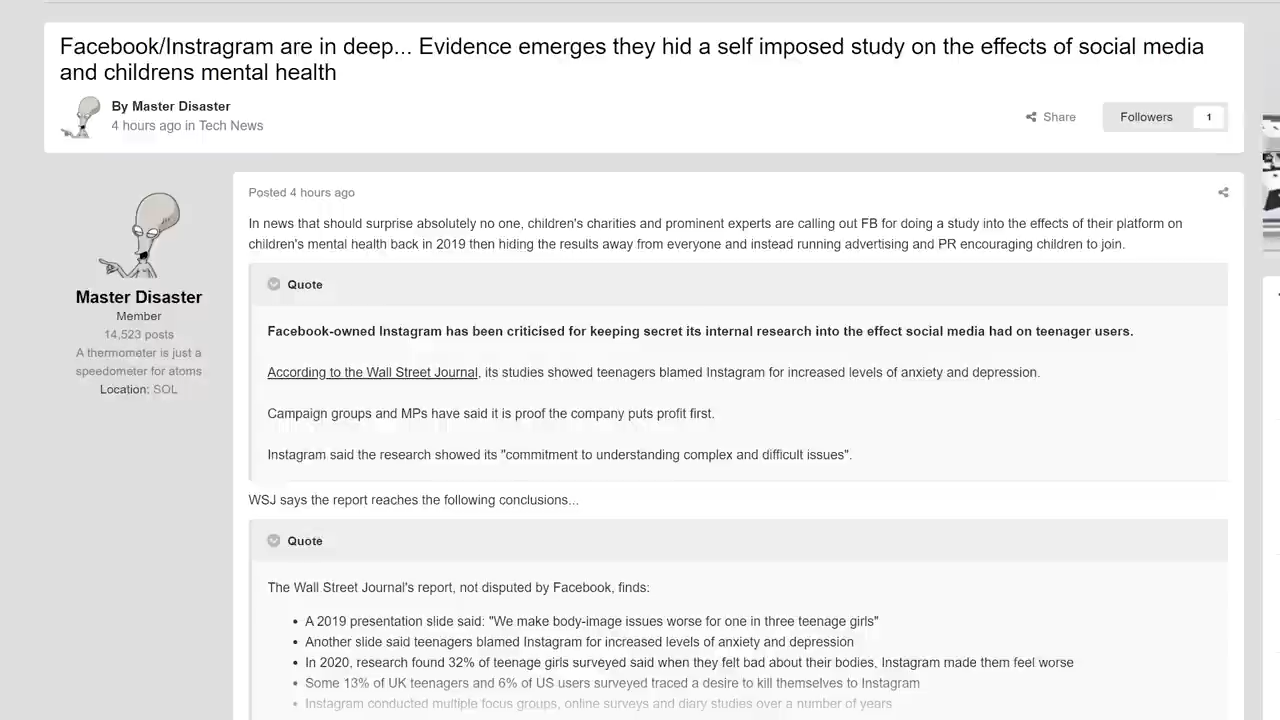 Facebook/Instragram are in deep... Evidence emerges they hid a self imposed study on the effects of social media
and childrens mental health
By Master Disaster
4 hours ago in Tech News
Share
Followers
1
Master Disaster
Member
14,523 posts
A thermometer is just a
speedometer for atoms
Location: SOL
Posted 4 hours ago
In news that should surprise absolutely no one, children's charities and prominent experts are calling out FB for doing a study into the effects of their platform on
children's mental health back in 2019 then hiding the results away from everyone and instead running advertising and PR encouraging children to join.
Quote
Facebook-owned Instagram has been criticised for keeping secret its internal research into the effect social media had on teenager users.
According to the Wall Street Journal, its studies showed teenagers blamed Instagram for increased levels of anxiety and depression.
Campaign groups and MPs have said it is proof the company puts profit first.
Instagram said the research showed its "commitment to understanding complex and difficult issues".
WSJ says the report reaches the following conclusions...
Quote
The Wall Street Journal's report, not disputed by Facebook, finds:
• A 2019 presentation slide said: "We make body-image issues worse for one in three teenage girls"
• Another slide said teenagers blamed Instagram for increased levels of anxiety and depression
• In 2020, research found 32% of teenage girls surveyed said when they felt bad about their bodies, Instagram made them feel worse
• Some 13% of UK teenagers and 6% of US users surveyed traced a desire to kill themselves to Instagram
• Instagram conducted multiple focus groups, online surveys and diary studies over a number of years